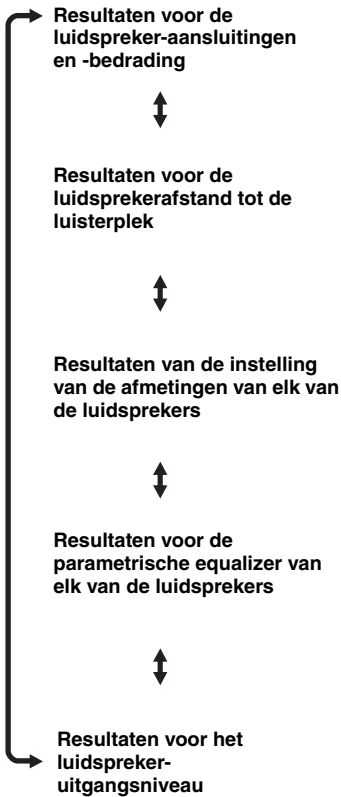 Resultaten voor de
luidspreker-aansluitingen
en -bedrading
Resultaten voor de
luidsprekerafstand tot de
luisterplek
Resultaten van de instelling
van de afmetingen van elk van
de luidsprekers
Resultaten voor de
parametrische equalizer van
elk van de luidsprekers
Resultaten voor het
luidspreker-
uitgangsniveau